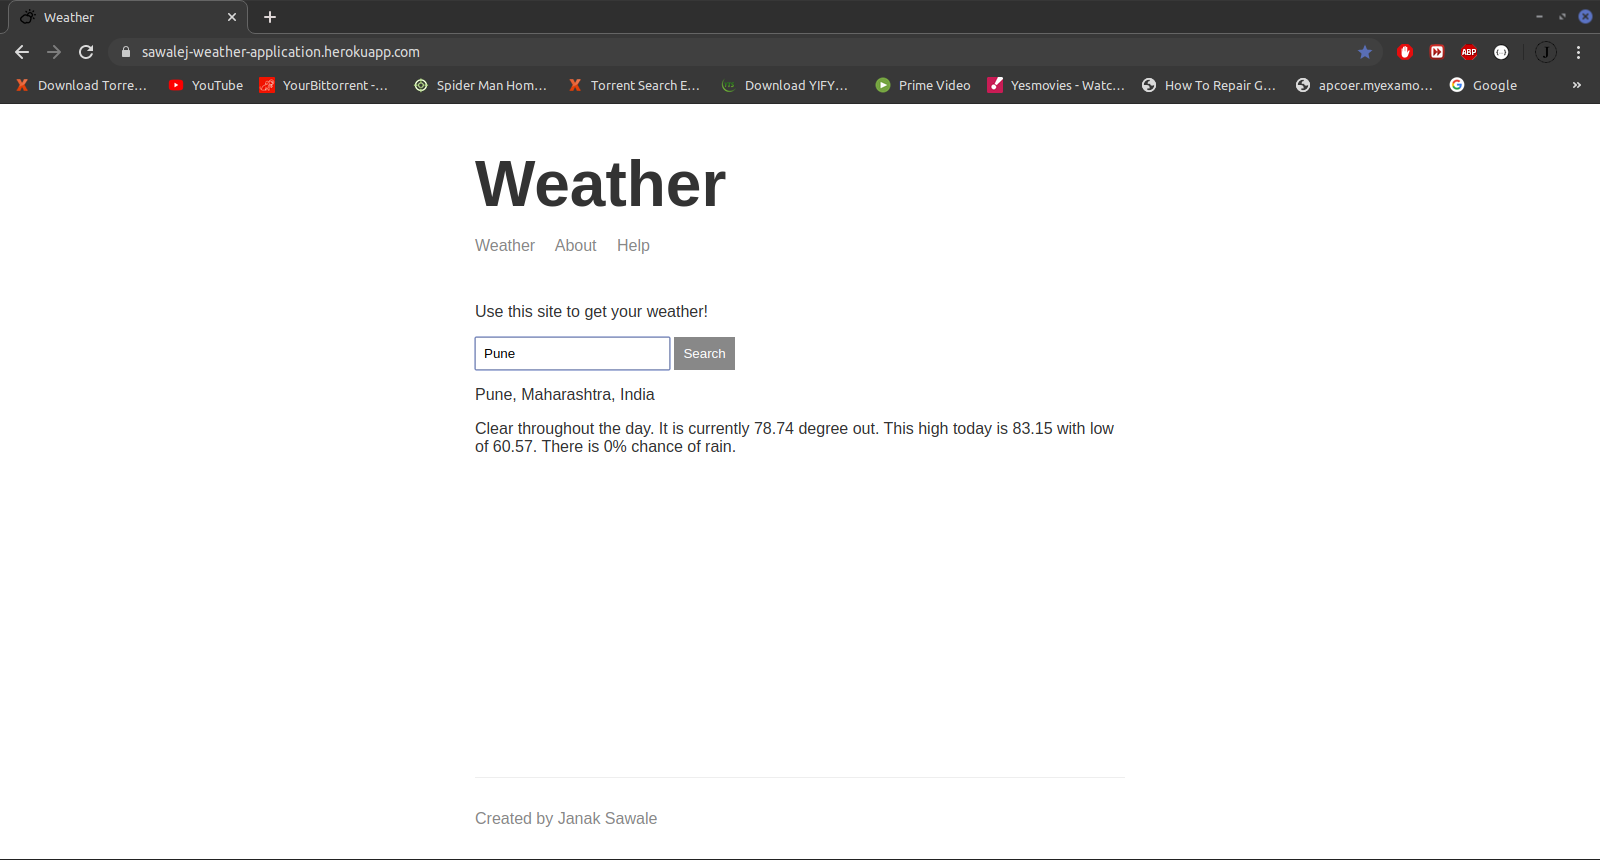 Weather
sawalej-weather-application.herokuapp.com
ABP
J
Download Torre… YouTube YourBittorrent -… Spider Man Hom… Torrent Search E… Download YIFY… Prime Video Yesmovies - Watc… How To Repair G… apcoer.myexamo… Google »
Weather
Weather About Help
Use this site to get your weather!
Pune Search
Pune, Maharashtra, India
Clear throughout the day. It is currently 78.74 degree out. This high today is 83.15 with low
of 60.57. There is 0% chance of rain.
Created by Janak Sawale